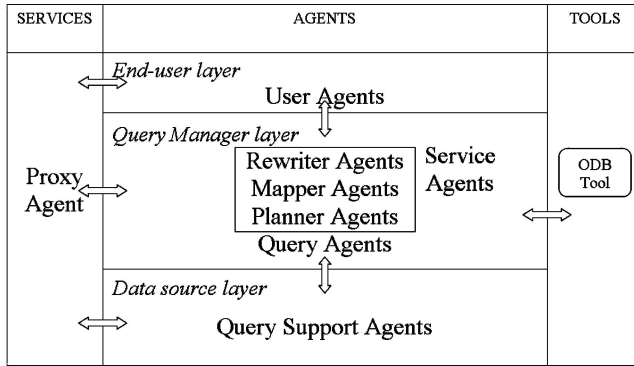 SERVICES
AGENTS
TOOLS
End-user layer
User Agents
Query Manager layer
Proxy
Agent
Rewriter Agents
Mapper Agents
Planner Agents
Query Agents
Service
Agents
ODB
Tool
Data source layer
Query Support Agents